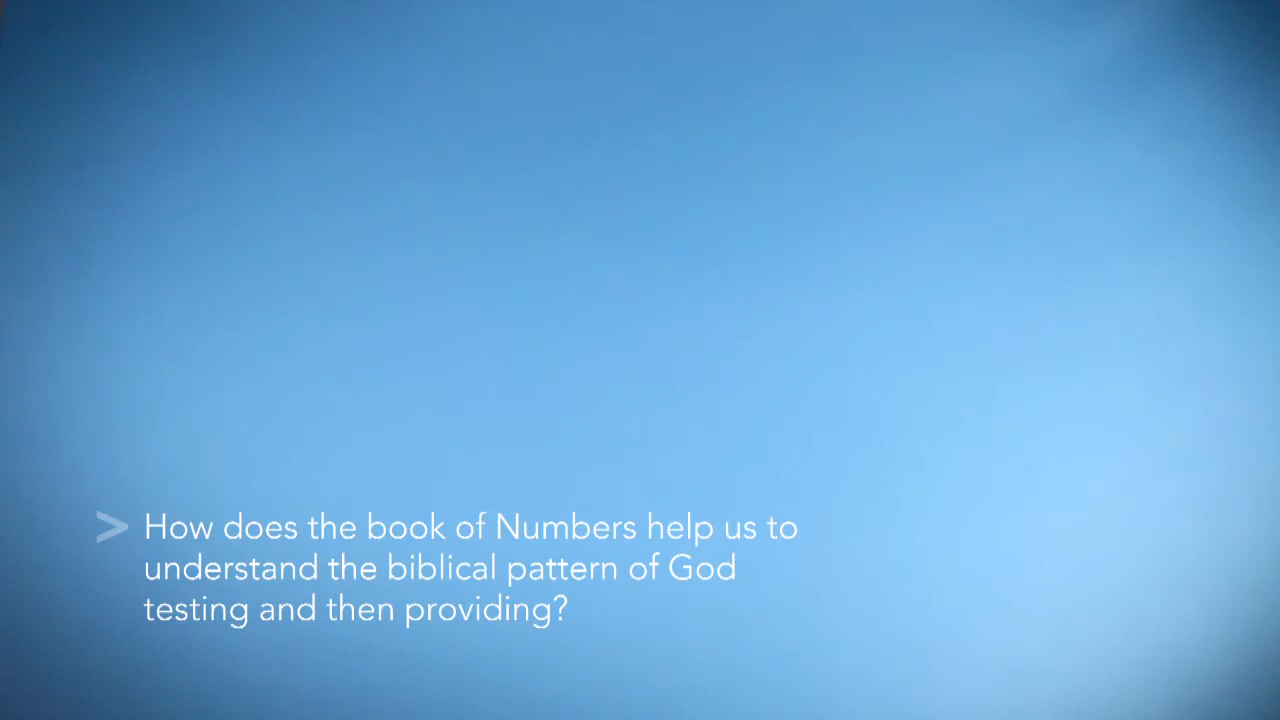 > How does the book of Numbers help us to
understand the biblical pattern of God
testing and then providing?